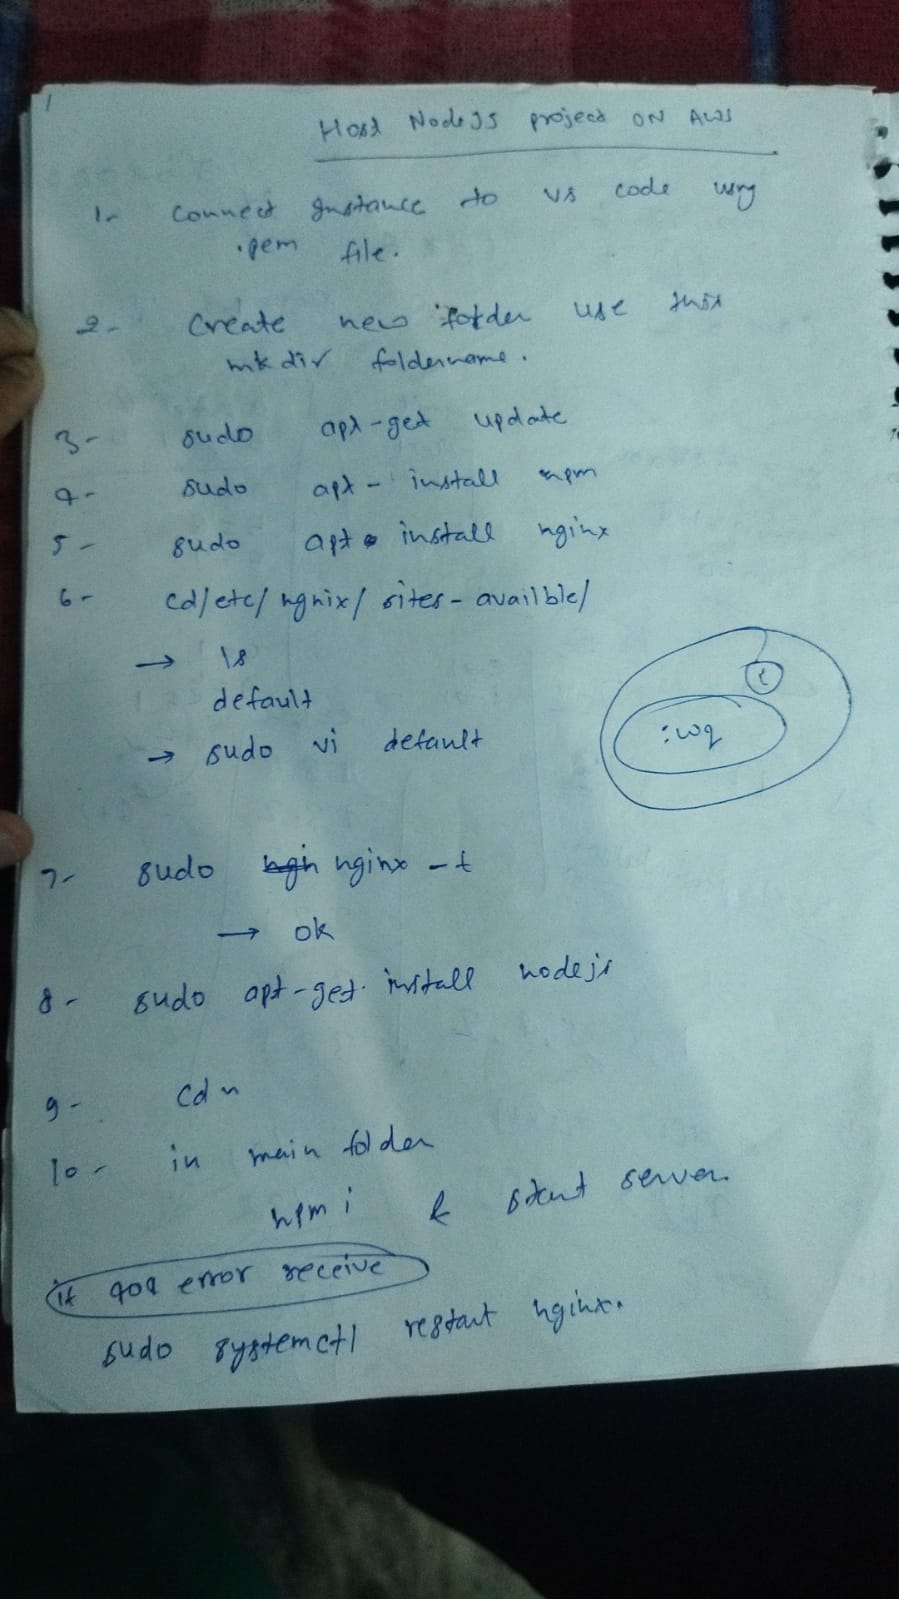 1
Host NodeJS project ON AWS
1- Connect Instance to vs code using
.pem file.
2- Create new folder use this
mkdir foldername.
3- sudo apt-get update
4- sudo apt- install npm
5- sudo apt install nginx
6- cd/etc/ngnix/sites-availble/
→ ls
default
→ sudo vi default
i
:wq
7- sudo nginx -t
→ ok
8- sudo apt-get install nodejs
9- cd ~
10- in main folder
npm i & start server.
if 404 error receive
sudo systemctl restart nginx.